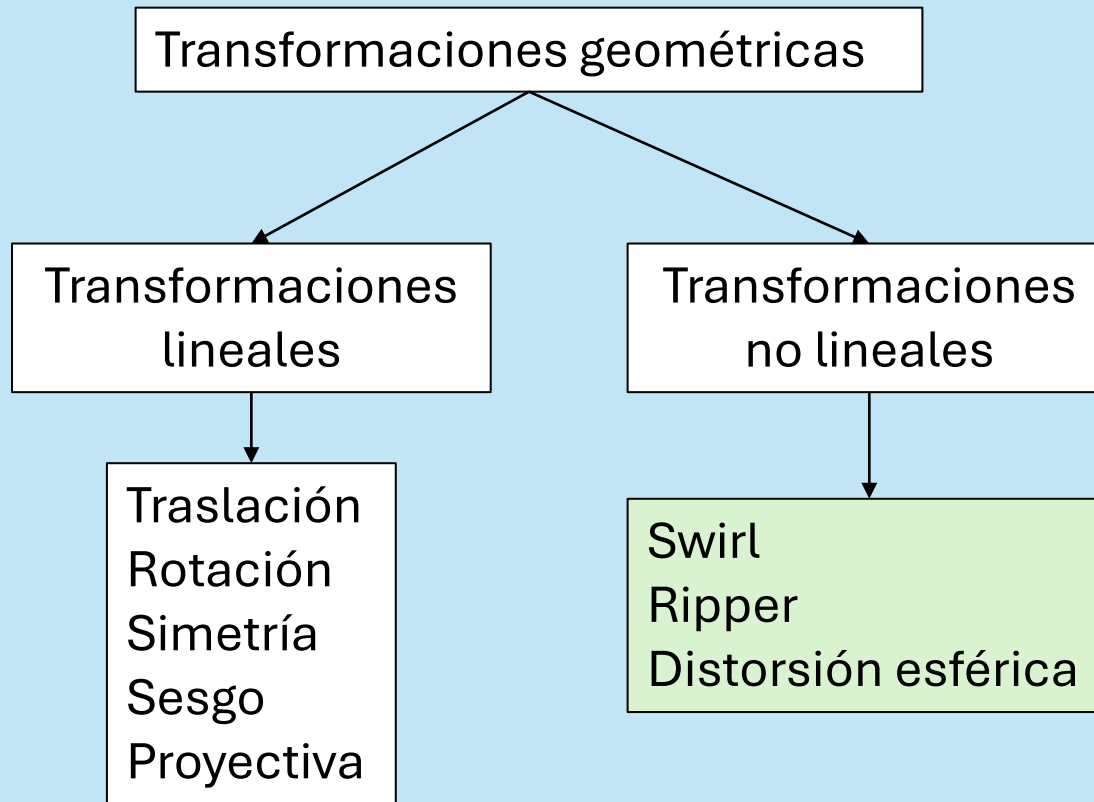 Transformaciones geométricas
Transformaciones
lineales
Transformaciones
no lineales
Traslación
Rotación
Simetría
Sesgo
Proyectiva
Swirl
Ripper
Distorsión esférica